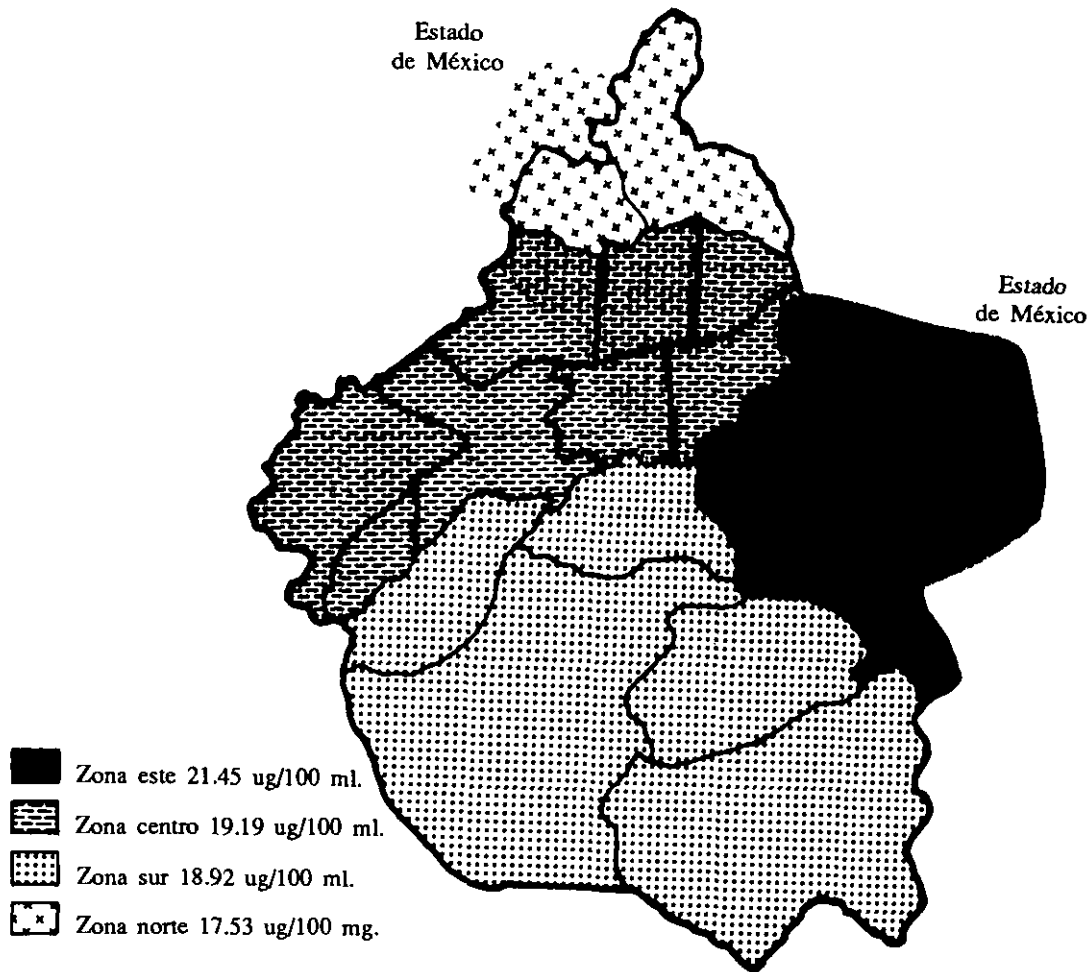 Estado
de México
Estado
de México
Zona este 21.45 ug/100 ml.
Zona centro 19.19 ug/100 ml.
Zona sur 18.92 ug/100 ml.
Zona norte 17.53 ug/100 mg.